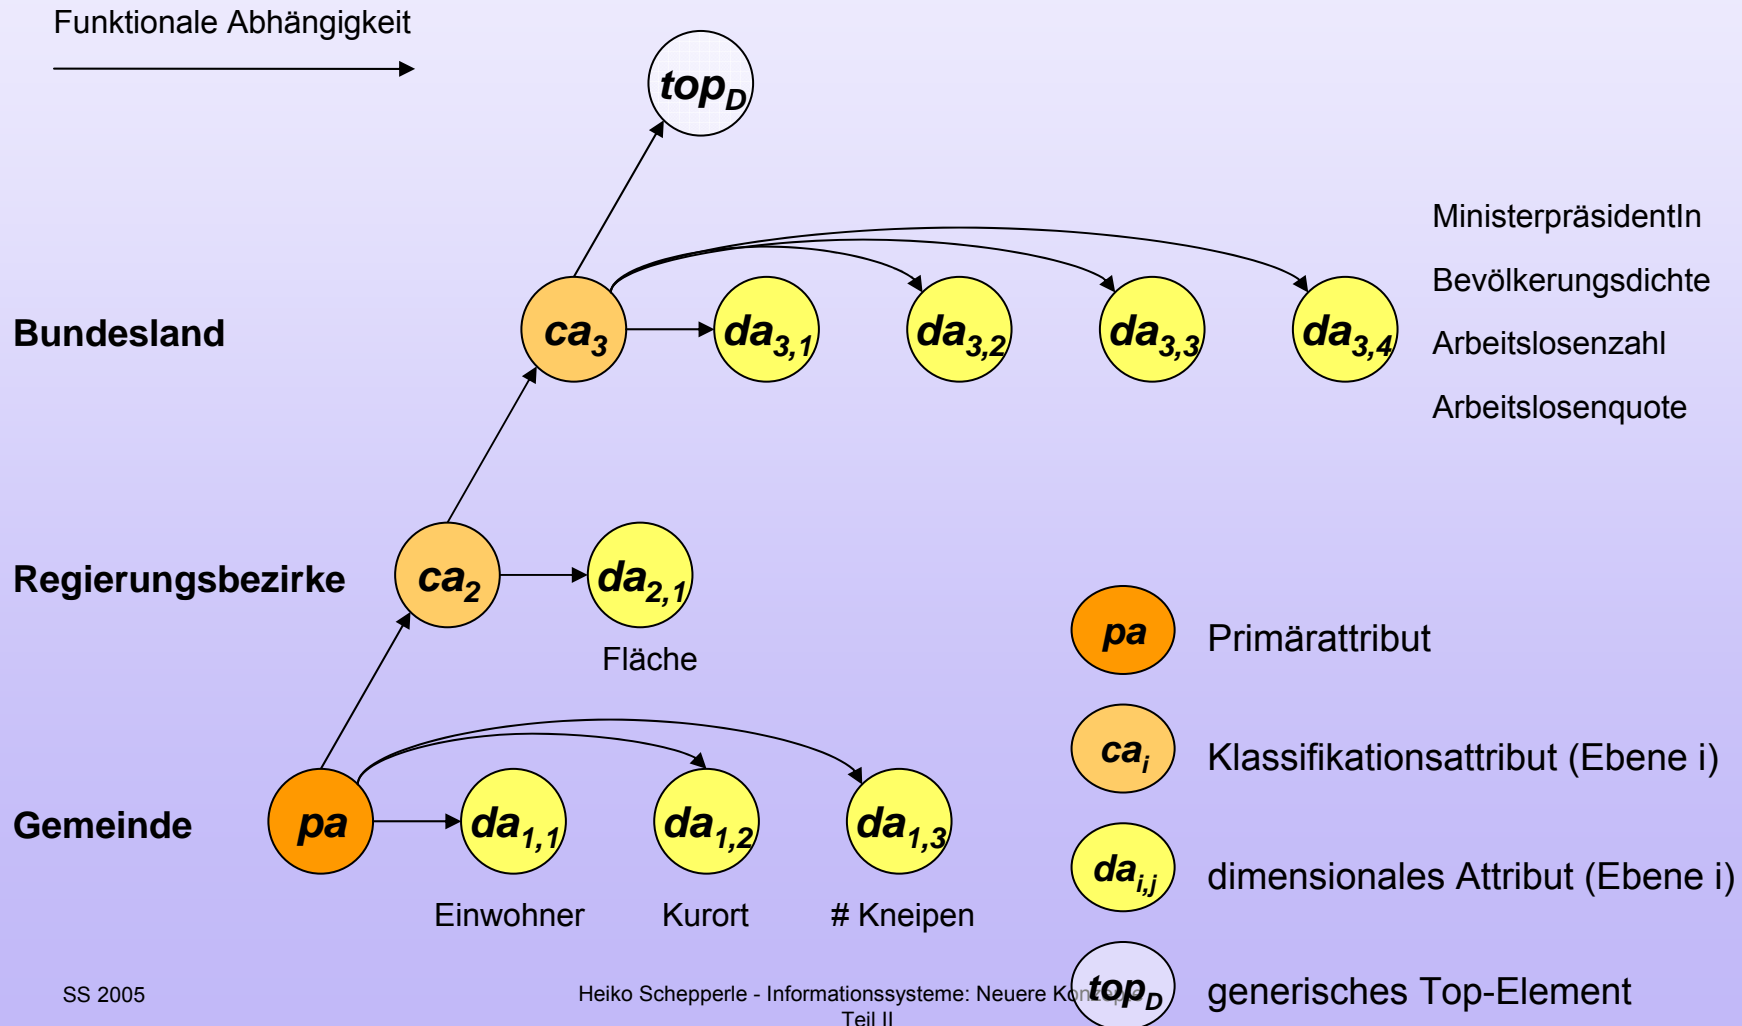 Funktionale Abhängigkeit
top_D
MinisterpräsidentIn
Bevölkerungsdichte
Arbeitslosenzahl
Arbeitslosenquote
Bundesland
ca_3
da_3,1
da_3,2
da_3,3
da_3,4
Regierungsbezirke
ca_2
da_2,1
Fläche
Gemeinde
pa
da_1,1
da_1,2
da_1,3
Einwohner
Kurort
# Kneipen
pa Primärattribut
ca_i Klassifikationsattribut (Ebene i)
da_i,j dimensionales Attribut (Ebene i)
top_D generisches Top-Element
SS 2005
Heiko Schepperle - Informationssysteme: Neuere
Teil II